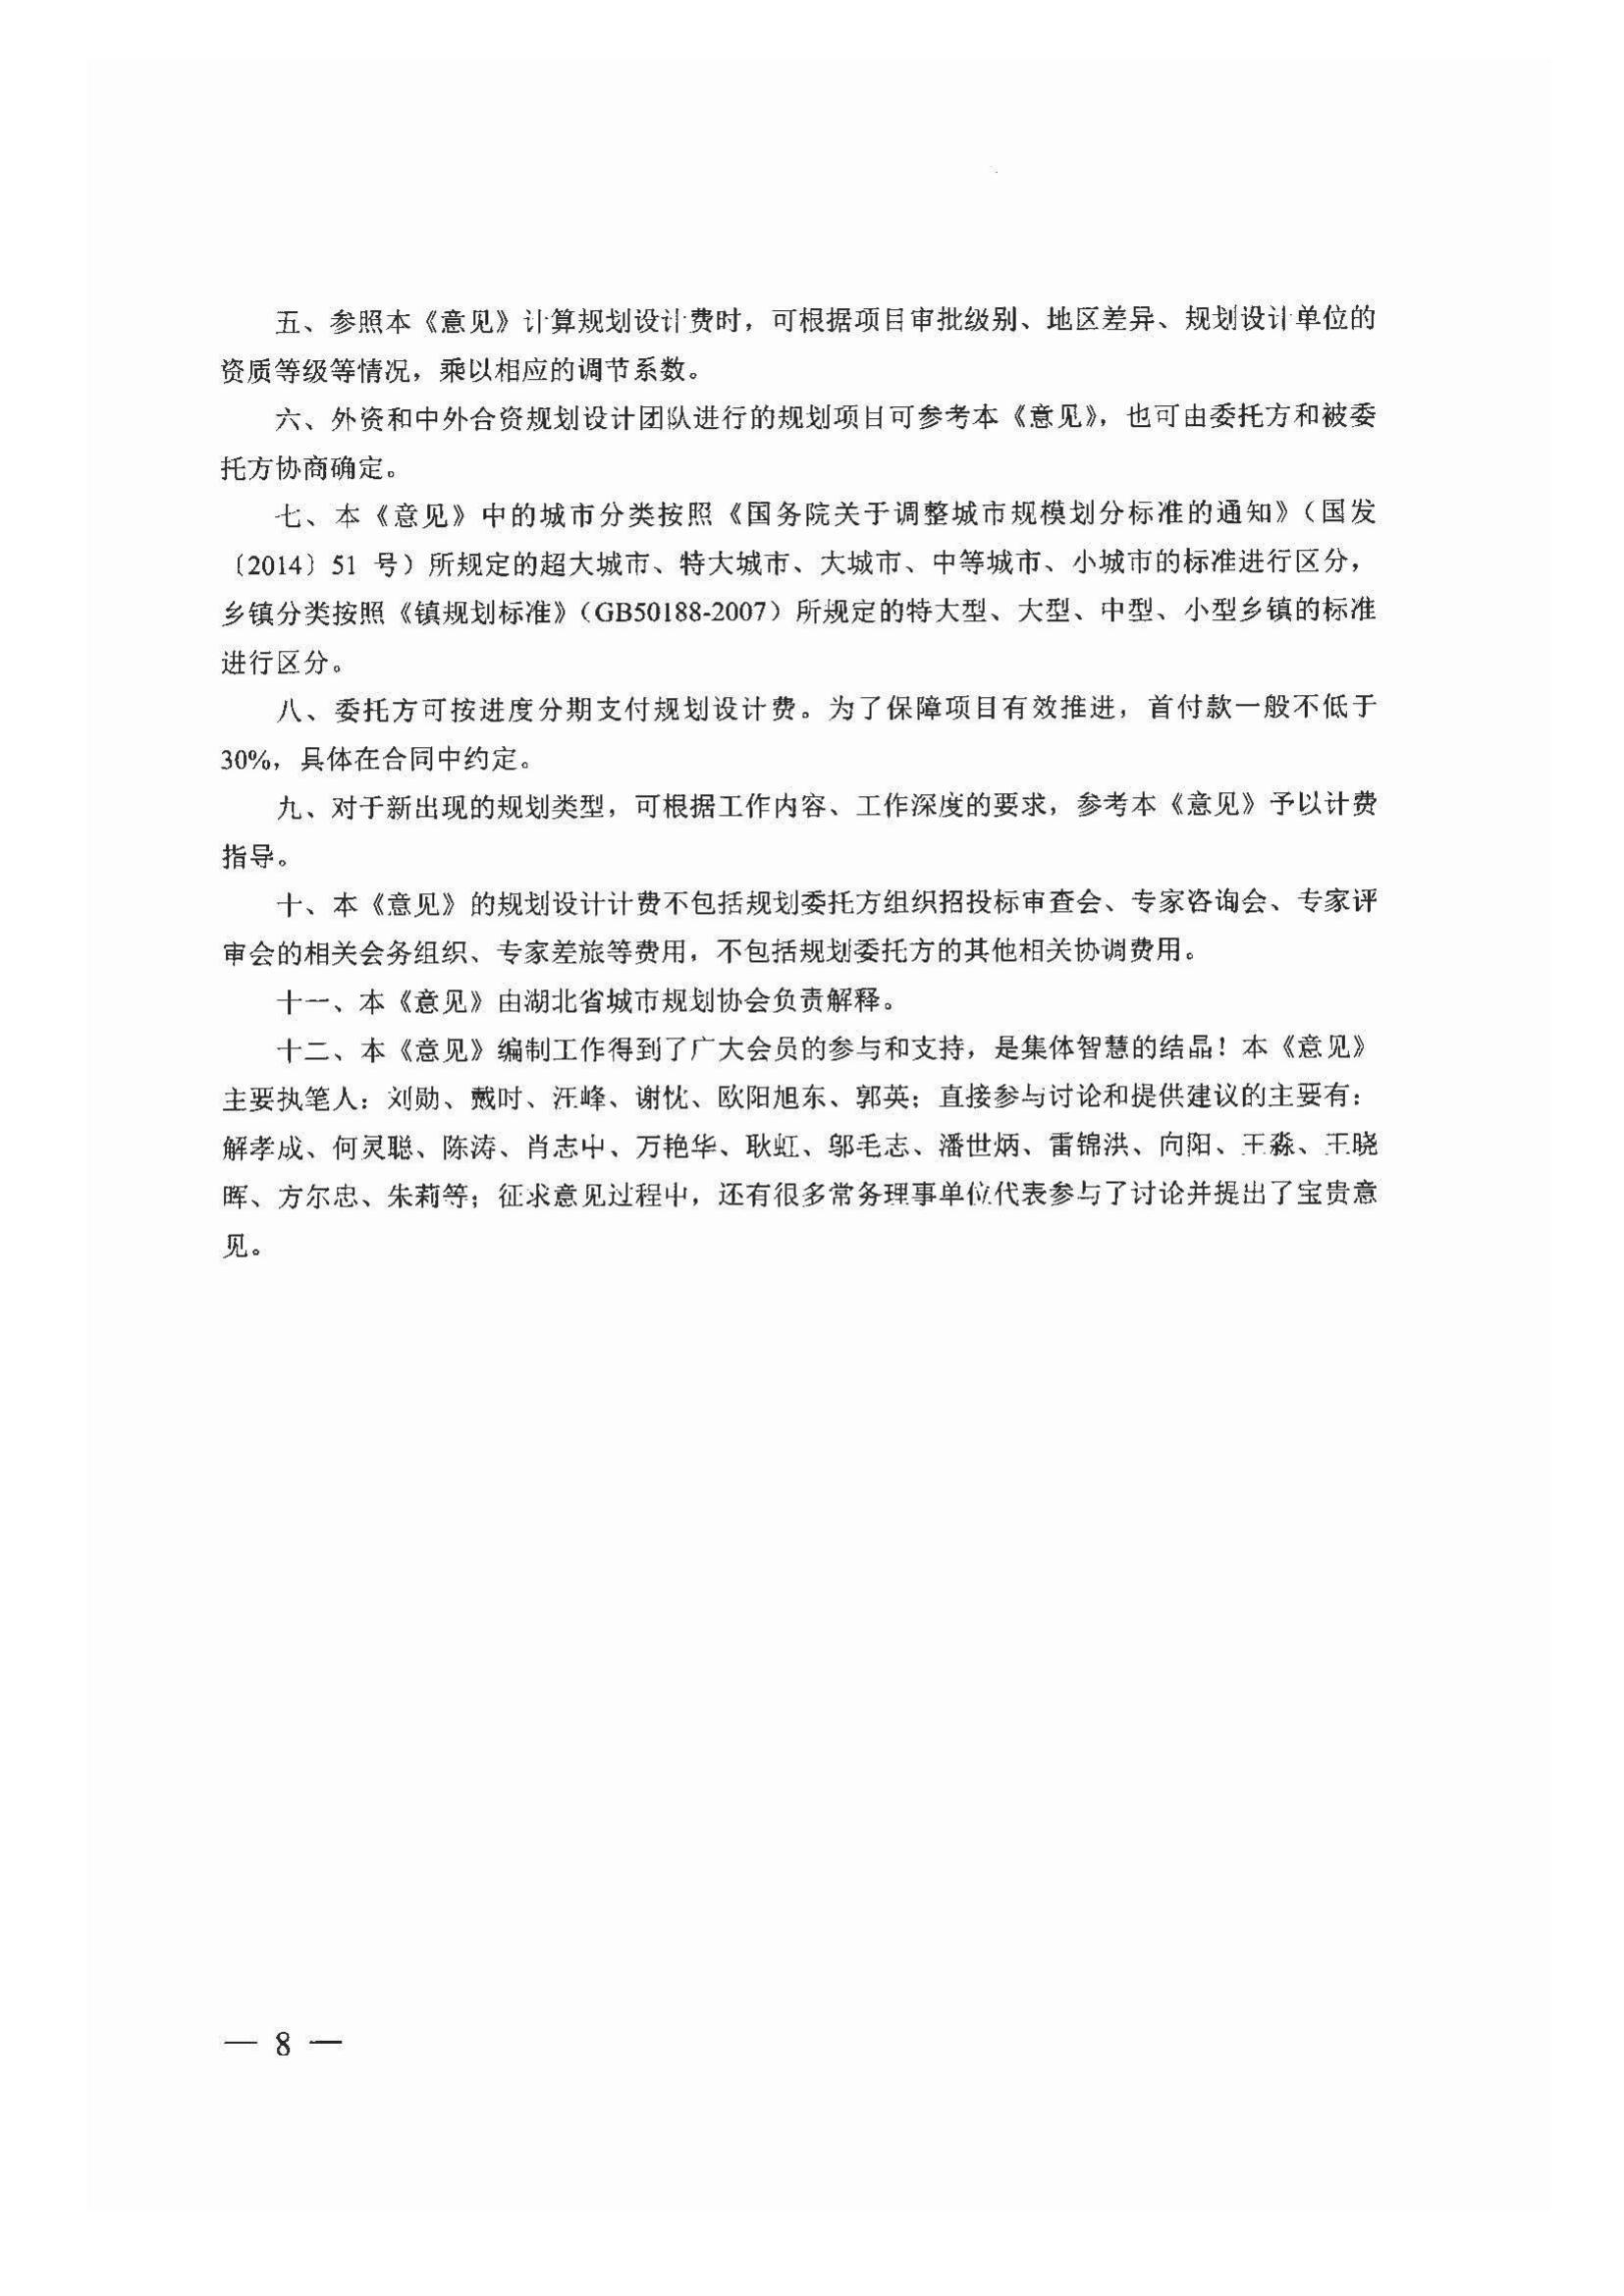 五、参照本《意见》计算规划设计费时，可根据项目审批级别、地区差异、规划设计单位的
资质等级等情况，乘以相应的调节系数。
六、外资和中外合资规划设计团队进行的规划项目可参考本《意见》，也可由委托方和被委
托方协商确定。
七、本《意见》中的城市分类按照《国务院关于调整城市规模划分标准的通知》（国发
〔2014〕51 号）所规定的超大城市、特大城市、大城市、中等城市、小城市的标准进行区分，
乡镇分类按照《镇规划标准》（GB50188-2007）所规定的特大型、大型、中型、小型乡镇的标准
进行区分。
八、委托方可按进度分期支付规划设计费。为了保障项目有效推进，首付款一般不低于
30%，具体在合同中约定。
九、对于新出现的规划类型，可根据工作内容、工作深度的要求，参考本《意见》予以计费
指导。
十、本《意见》的规划设计计费不包括规划委托方组织招投标审查会、专家咨询会、专家评
审会的相关会务组织、专家差旅等费用，不包括规划委托方的其他相关协调费用。
十一、本《意见》由湖北省城市规划协会负责解释。
十二、本《意见》编制工作得到了广大会员的参与和支持，是集体智慧的结晶！本《意见》
主要执笔人：刘勋、戴时、汪峰、谢忱、欧阳旭东、郭英；直接参与讨论和提供建议的主要有：
解孝成、何灵聪、陈涛、肖志中、万艳华、耿虹、邬毛志、潘世炳、雷锦洪、向阳、王淼、王晓
晖、方尔忠、朱莉等；征求意见过程中，还有很多常务理事单位代表参与了讨论并提出了宝贵意
见。
— 8 —